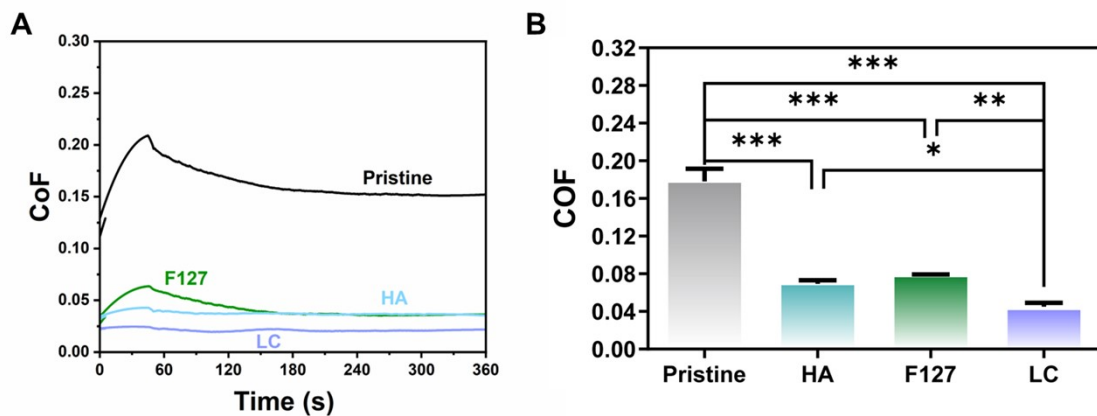 A
CoF
0.30
0.25
0.20
0.15
0.10
0.05
0.00
Pristine
F127
HA
LC
0 60 120 180 240 300 360
Time (s)
B
COF
0.32
0.28
0.24
0.20
0.16
0.12
0.08
0.04
0.00
***
*** **
*** *
Pristine HA F127 LC